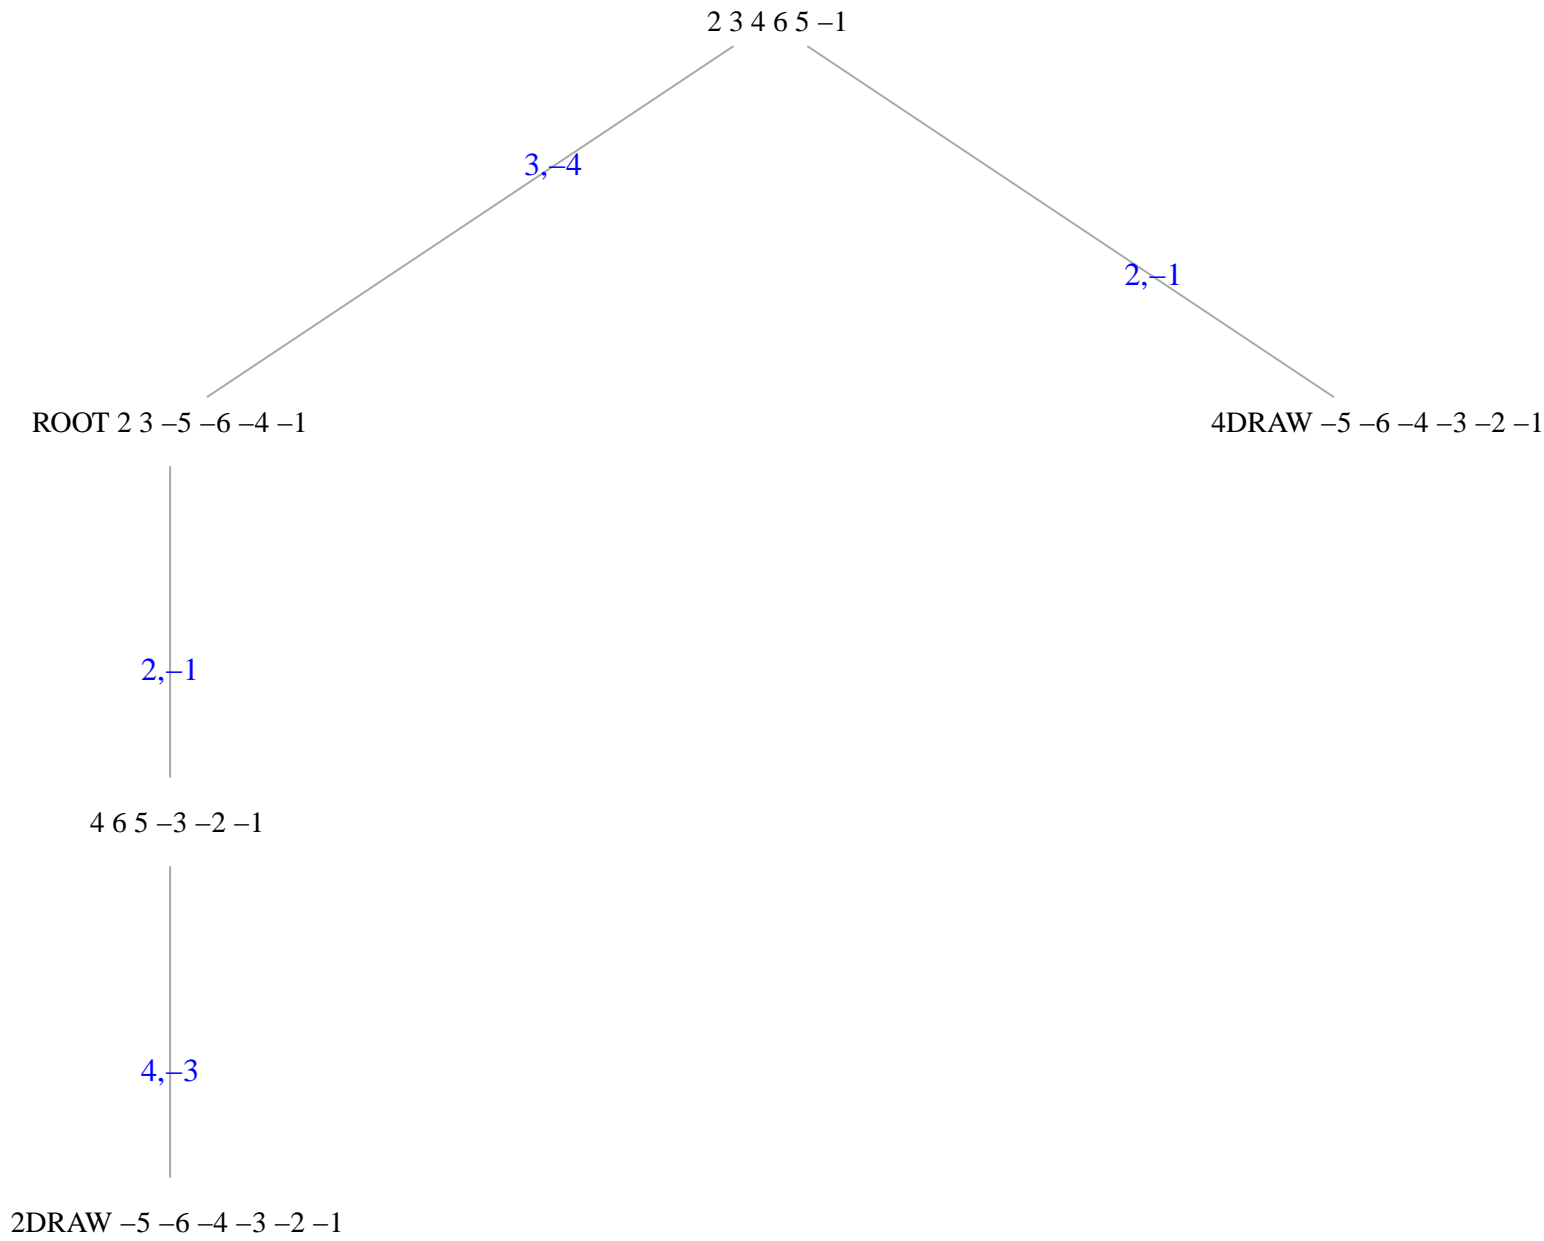 2 3 4 6 5 –1
3,–4
2,–1
ROOT 2 3 –5 –6 –4 –1
4DRAW –5 –6 –4 –3 –2 –1
2,–1
4 6 5 –3 –2 –1
4,–3
2DRAW –5 –6 –4 –3 –2 –1